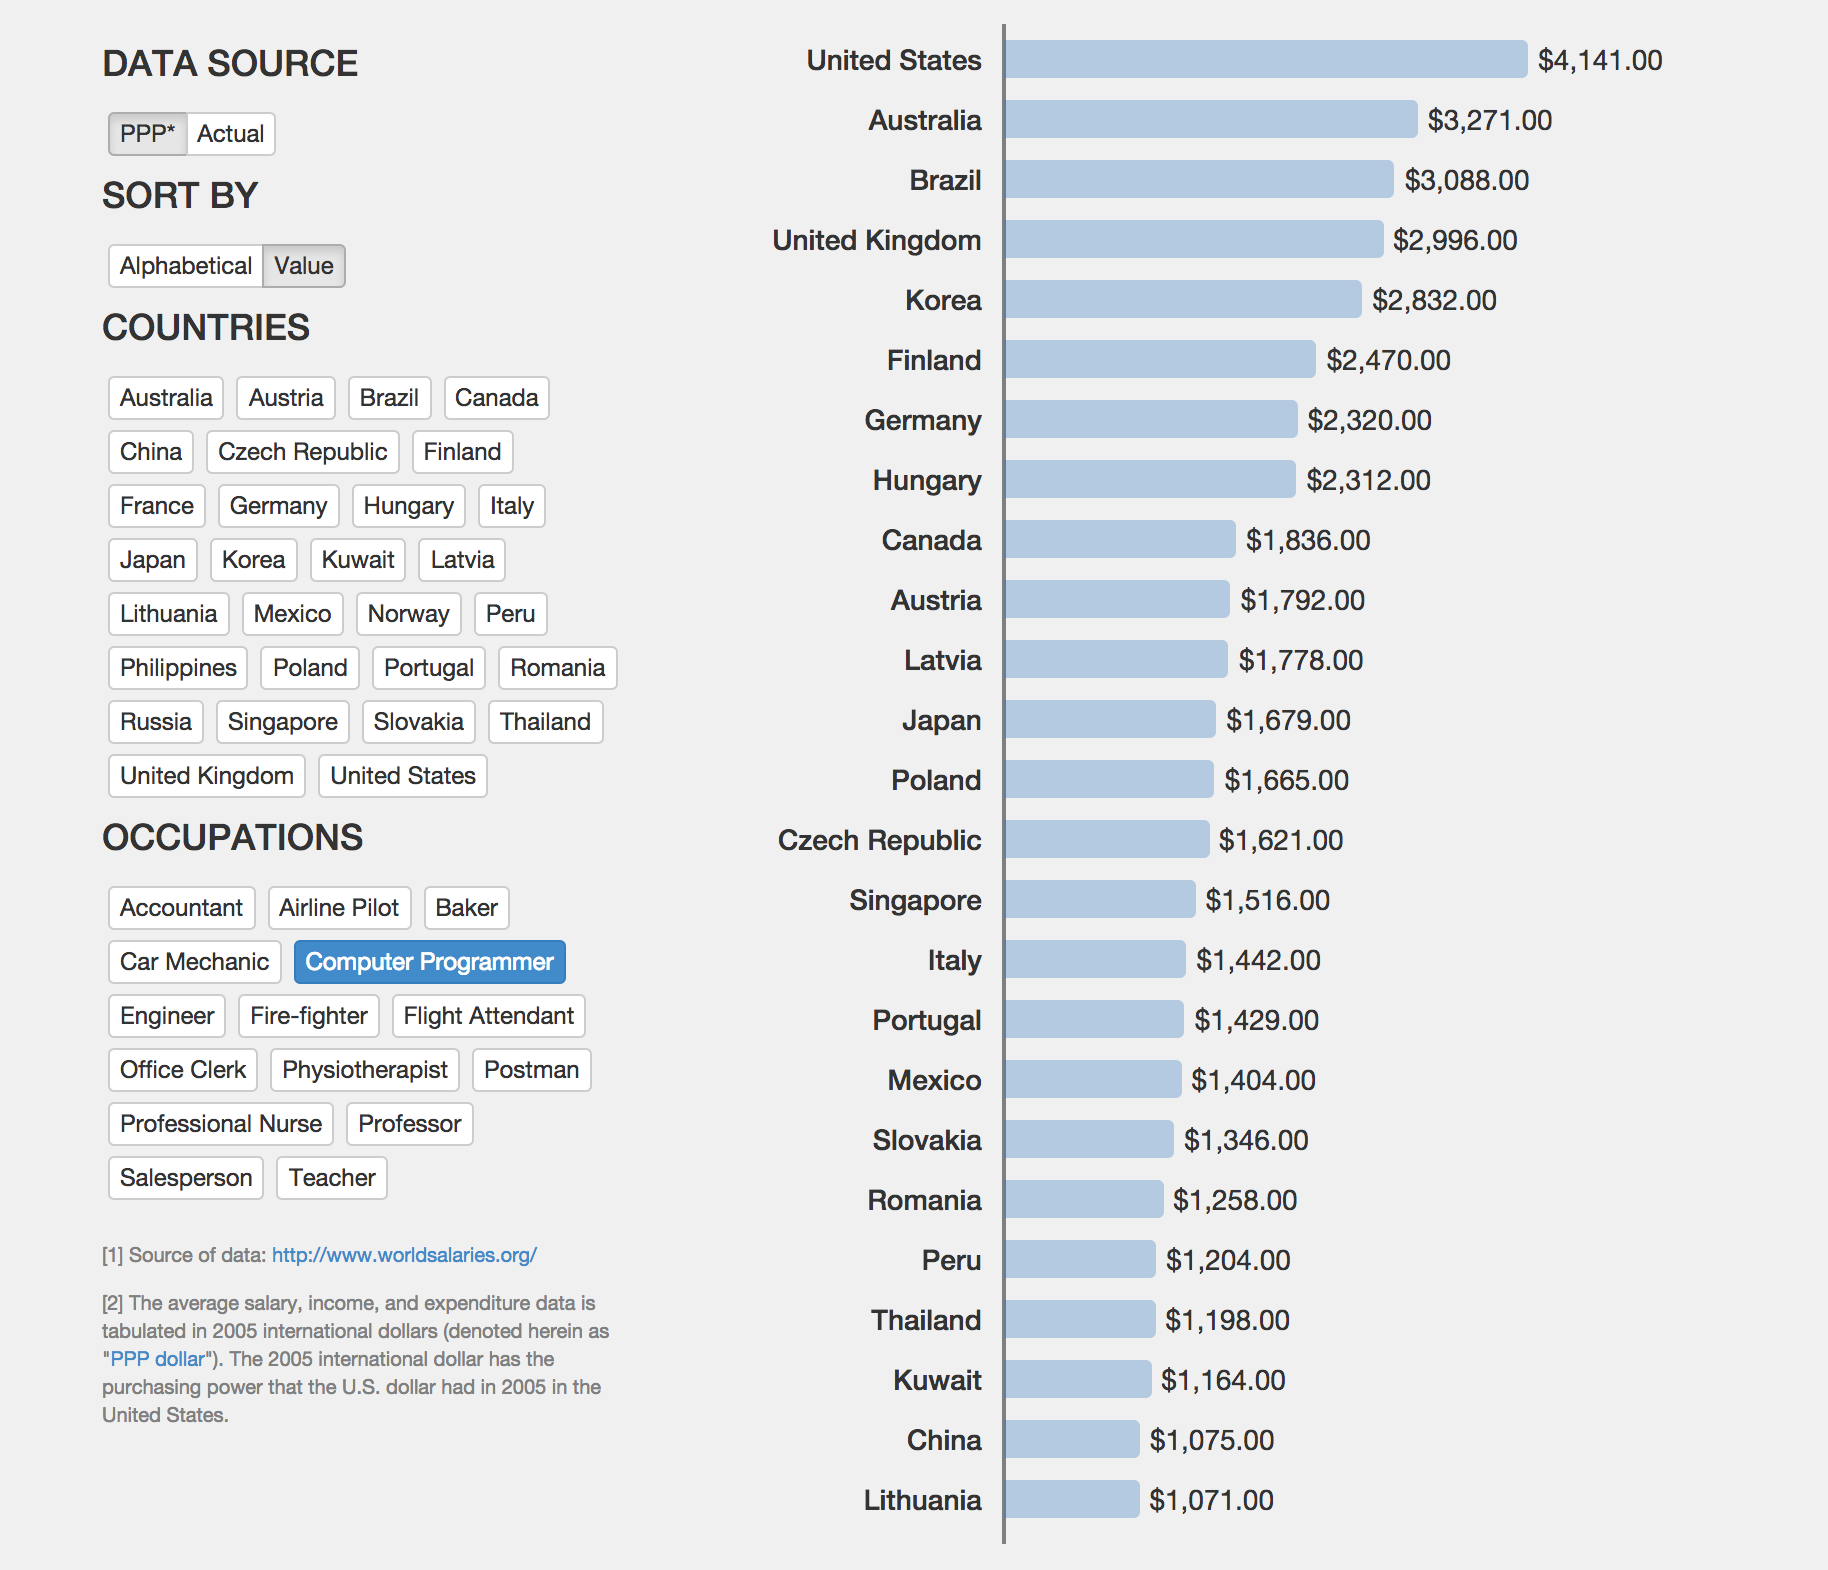 DATA SOURCE
PPP* Actual
SORT BY
Alphabetical Value
COUNTRIES
Australia Austria Brazil Canada
China Czech Republic Finland
France Germany Hungary Italy
Japan Korea Kuwait Latvia
Lithuania Mexico Norway Peru
Philippines Poland Portugal Romania
Russia Singapore Slovakia Thailand
United Kingdom United States
OCCUPATIONS
Accountant Airline Pilot Baker
Car Mechanic Computer Programmer
Engineer Fire-fighter Flight Attendant
Office Clerk Physiotherapist Postman
Professional Nurse Professor
Salesperson Teacher
[1] Source of data: http://www.worldsalaries.org/
[2] The average salary, income, and expenditure data is
tabulated in 2005 international dollars (denoted herein as
"PPP dollar"). The 2005 international dollar has the
purchasing power that the U.S. dollar had in 2005 in the
United States.
United States $4,141.00
Australia $3,271.00
Brazil $3,088.00
United Kingdom $2,996.00
Korea $2,832.00
Finland $2,470.00
Germany $2,320.00
Hungary $2,312.00
Canada $1,836.00
Austria $1,792.00
Latvia $1,778.00
Japan $1,679.00
Poland $1,665.00
Czech Republic $1,621.00
Singapore $1,516.00
Italy $1,442.00
Portugal $1,429.00
Mexico $1,404.00
Slovakia $1,346.00
Romania $1,258.00
Peru $1,204.00
Thailand $1,198.00
Kuwait $1,164.00
China $1,075.00
Lithuania $1,071.00